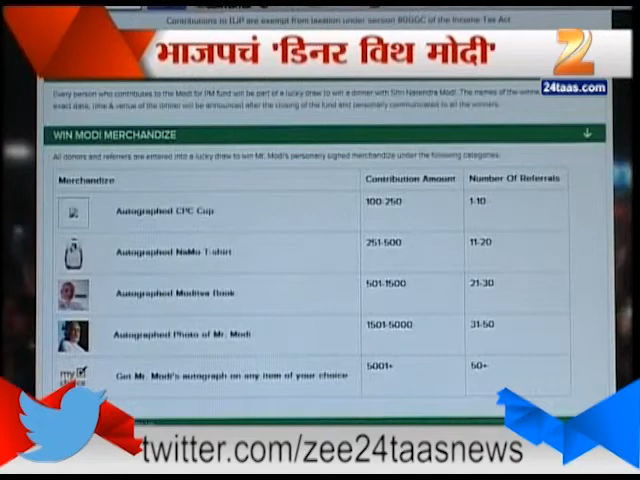 Contributions to BJP are exempt from taxation under section 80GGC of the Income Tax Act
भाजपचं 'डिनर विथ मोदी'
24taas.com
Every person who contributes to the Modi for PM fund will be part of a lucky draw to win a dinner with Shri Narendra Modi. The names of the winne
exact date, time & venue of the dinner will be announced after the closing of the fund and personally communicated to all the winners.
WIN MODI MERCHANDIZE
All donors and referrers are entered into a lucky draw to win Mr. Modi's personally signed merchandize under the following categories.
Merchandize Contribution Amount Number Of Referrals
Autographed CPC Cup 100-250 1-10
Autographed NaMo T-shirt 251-500 11-20
Autographed Moditva Book 501-1500 21-30
Autographed Photo of Mr. Modi 1501-5000 31-50
my choice Get Mr. Modi's autograph on any item of your choice 5001+ 50+
twitter.com/zee24taasnews